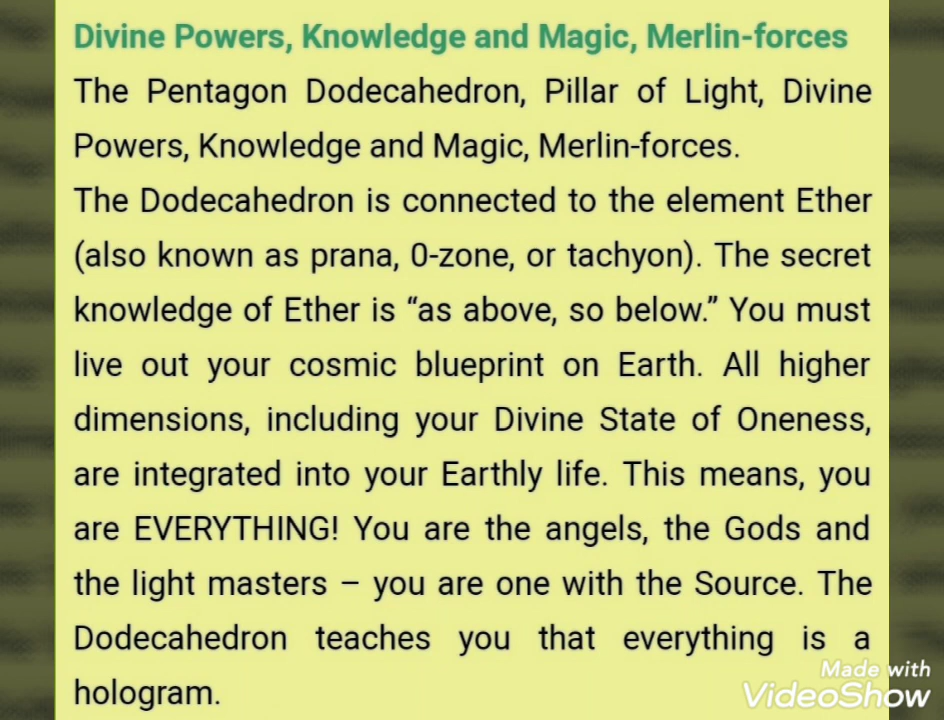 Divine Powers, Knowledge and Magic, Merlin-forces
The Pentagon Dodecahedron, Pillar of Light, Divine
Powers, Knowledge and Magic, Merlin-forces.
The Dodecahedron is connected to the element Ether
(also known as prana, 0-zone, or tachyon). The secret
knowledge of Ether is “as above, so below.” You must
live out your cosmic blueprint on Earth. All higher
dimensions, including your Divine State of Oneness,
are integrated into your Earthly life. This means, you
are EVERYTHING! You are the angels, the Gods and
the light masters – you are one with the Source. The
Dodecahedron teaches you that everything is a
hologram.
Made with
VideoShow